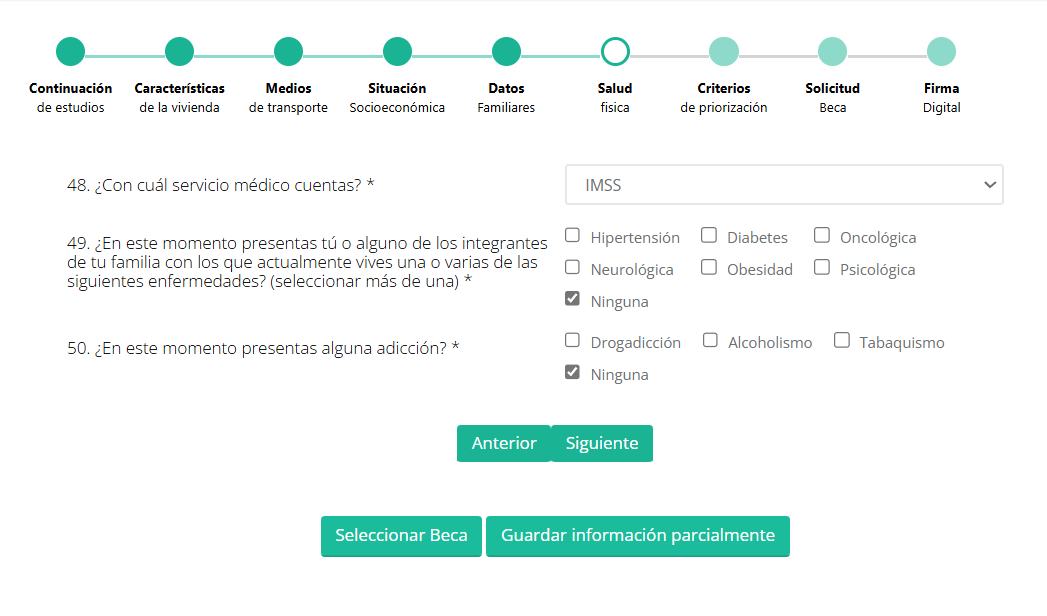 Continuación
de estudios
Características
de la vivienda
Medios
de transporte
Situación
Socioeconómica
Datos
Familiares
Salud
física
Criterios
de priorización
Solicitud
Beca
Firma
Digital
48. ¿Con cuál servicio médico cuentas? *
IMSS
49. ¿En este momento presentas tú o alguno de los integrantes
de tu familia con los que actualmente vives una o varias de las
siguientes enfermedades? (seleccionar más de una) *
Hipertensión Diabetes Oncológica
Neurológica Obesidad Psicológica
Ninguna
50. ¿En este momento presentas alguna adicción? *
Drogadicción Alcoholismo Tabaquismo
Ninguna
Anterior Siguiente
Seleccionar Beca Guardar información parcialmente